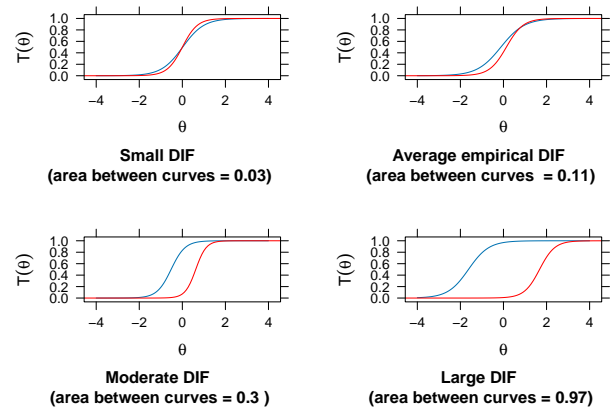 T(θ)
1.0
0.8
0.6
0.4
0.2
0.0
−4 −2 0 2 4
θ
Small DIF
(area between curves = 0.03)
T(θ)
1.0
0.8
0.6
0.4
0.2
0.0
−4 −2 0 2 4
θ
Average empirical DIF
(area between curves = 0.11)
T(θ)
1.0
0.8
0.6
0.4
0.2
0.0
−4 −2 0 2 4
θ
Moderate DIF
(area between curves = 0.3 )
T(θ)
1.0
0.8
0.6
0.4
0.2
0.0
−4 −2 0 2 4
θ
Large DIF
(area between curves = 0.97)